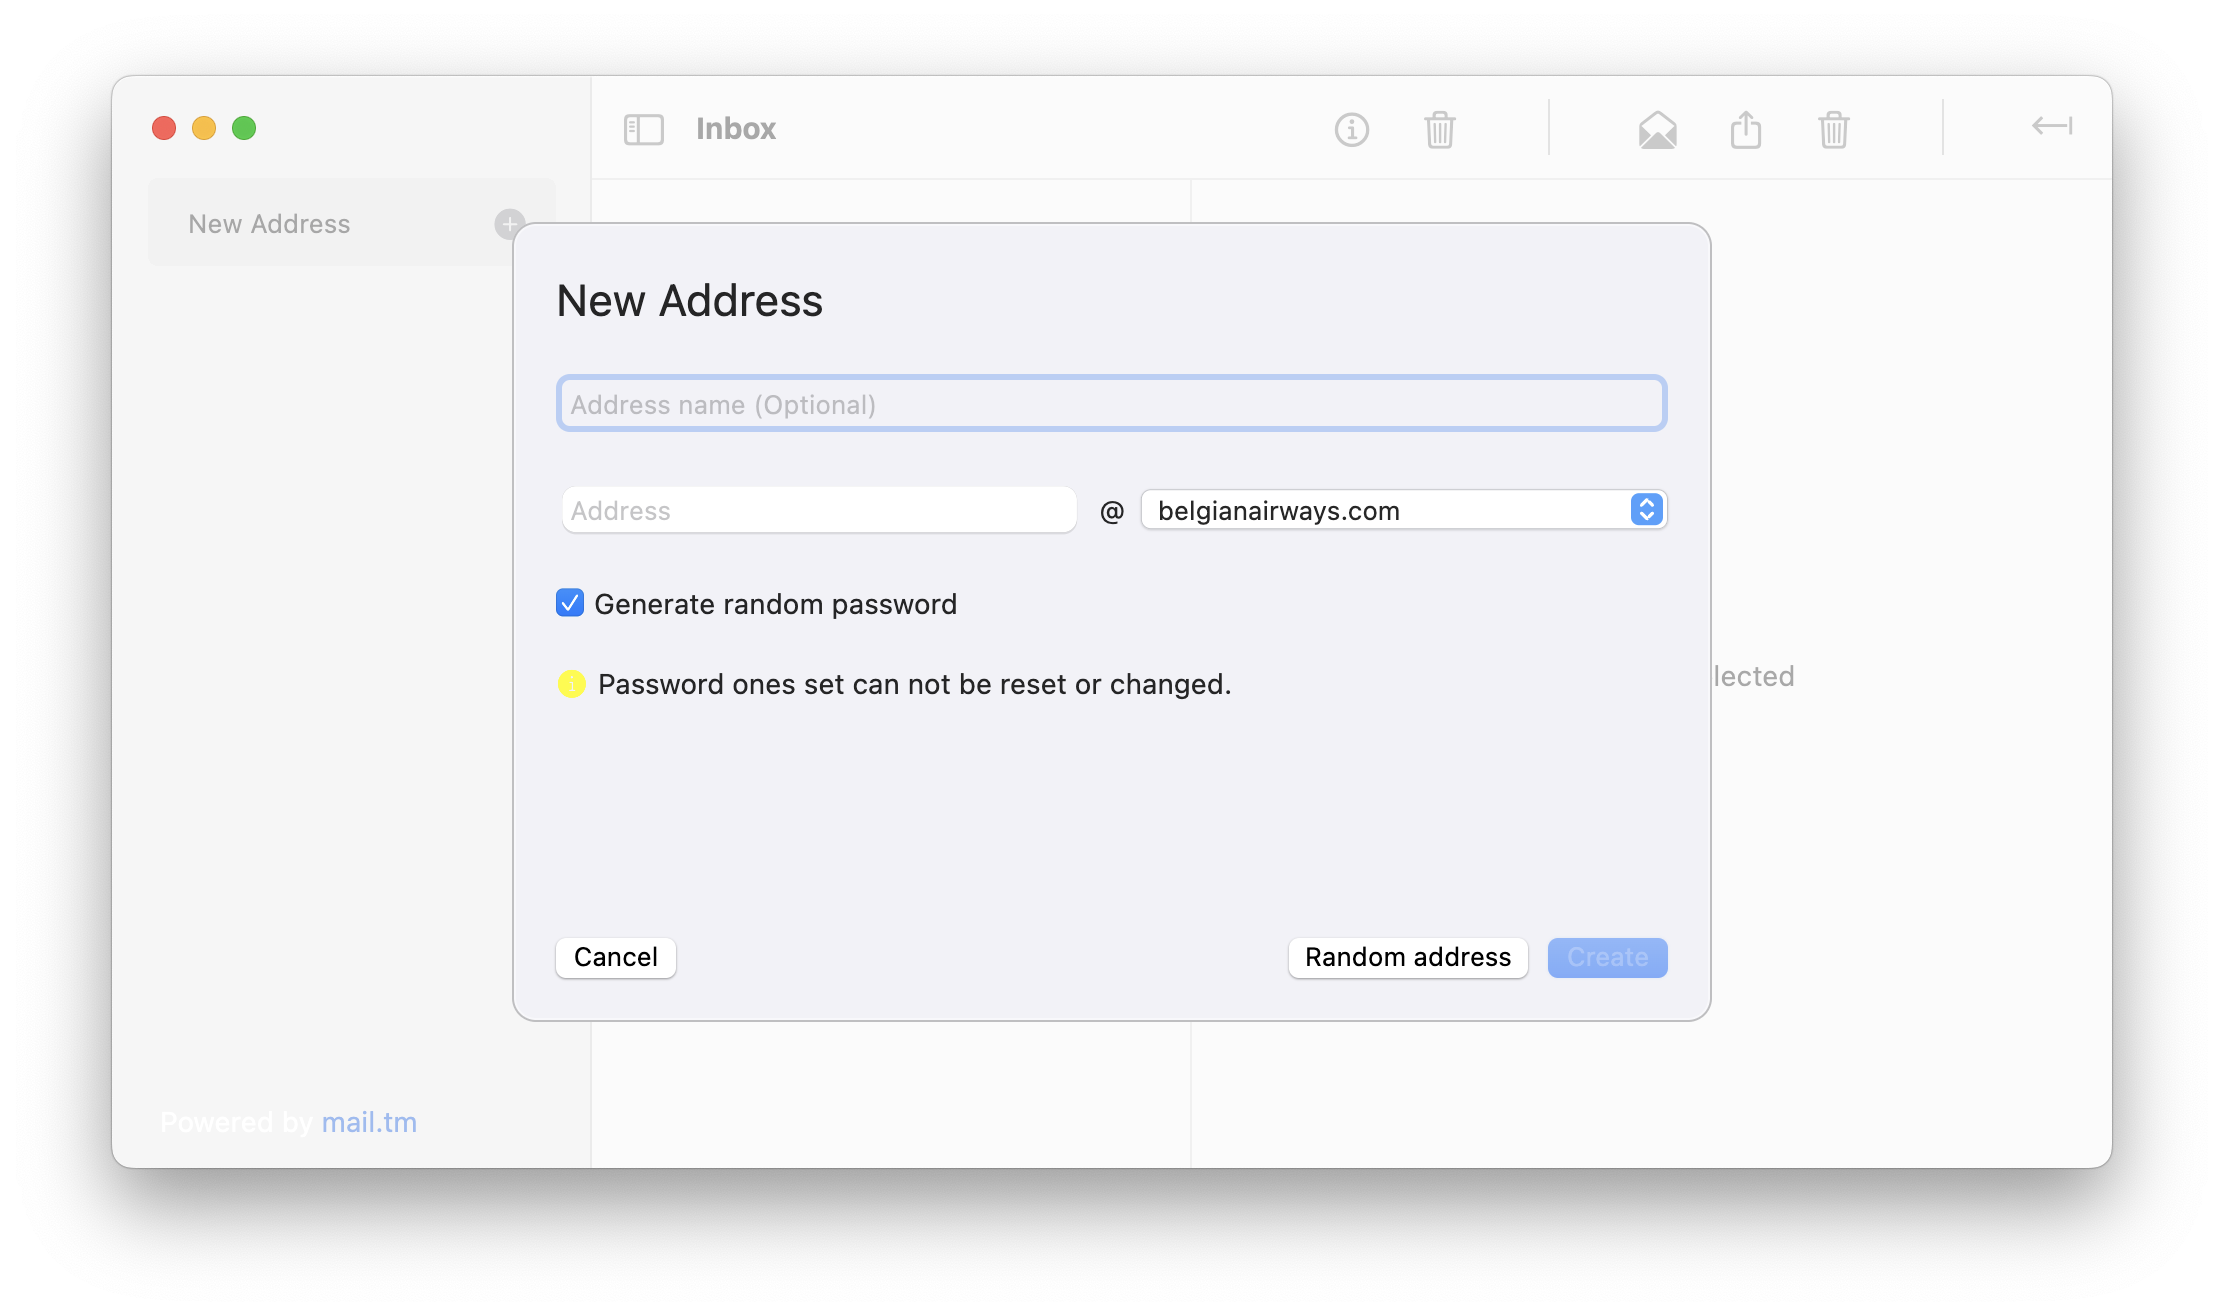 Inbox
New Address
New Address
Address name (Optional)
Address @ belgianairways.com
Generate random password
Password ones set can not be reset or changed.
lected
Cancel Random address Create
Powered by mail.tm